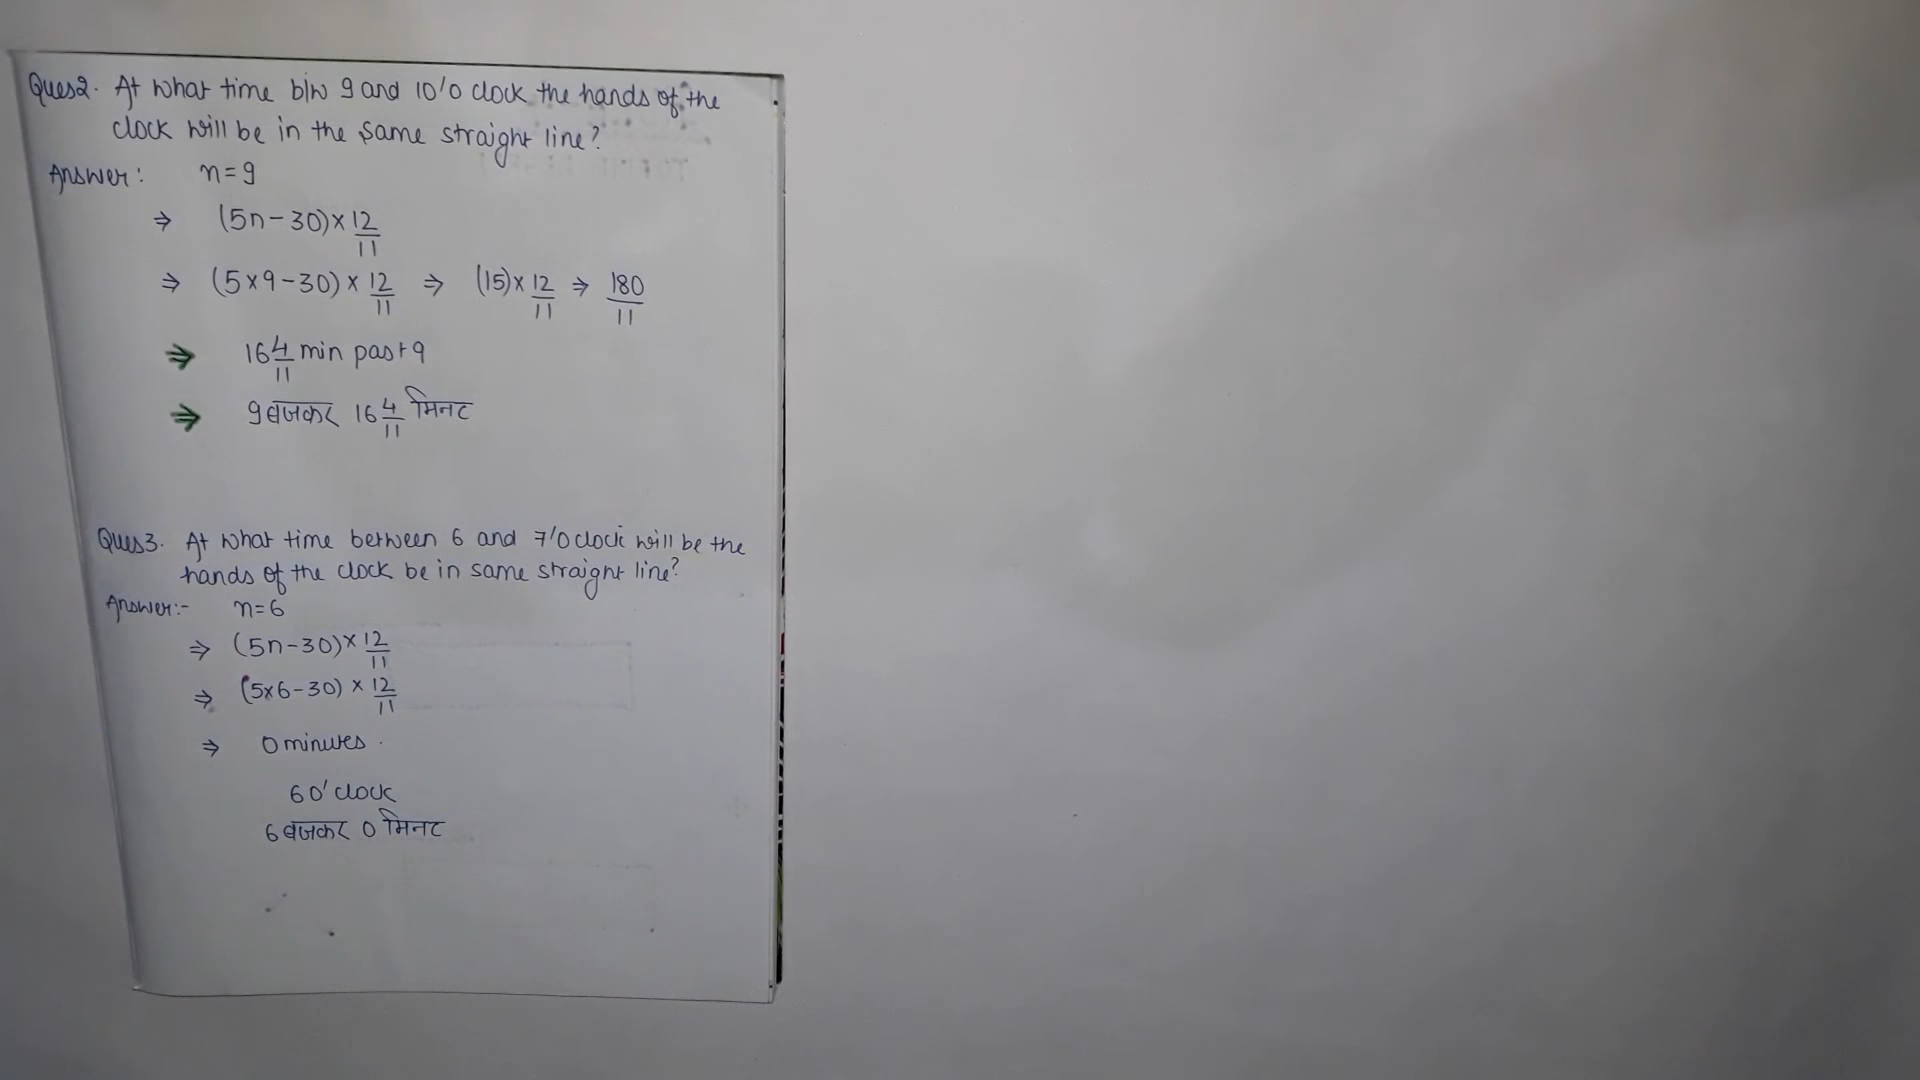 Ques2. At what time b/w 9 and 10'0 clock the hands of the
clock will be in the same straight line?
Answer: n=9
⇒ (5n-30)×12/11
⇒ (5×9-30)×12/11 ⇒ (15)×12/11 ⇒ 180/11
⇒ 16 4/11 min past 9
⇒ 9 बजकर 16 4/11 मिनट
Ques3. At what time between 6 and 7'0 clock will be the
hands of the clock be in same straight line?
Answer:- n=6
⇒ (5n-30)×12/11
⇒ (5×6-30)×12/11
⇒ 0 minutes.
6 0' clock
6 बजकर 0 मिनट